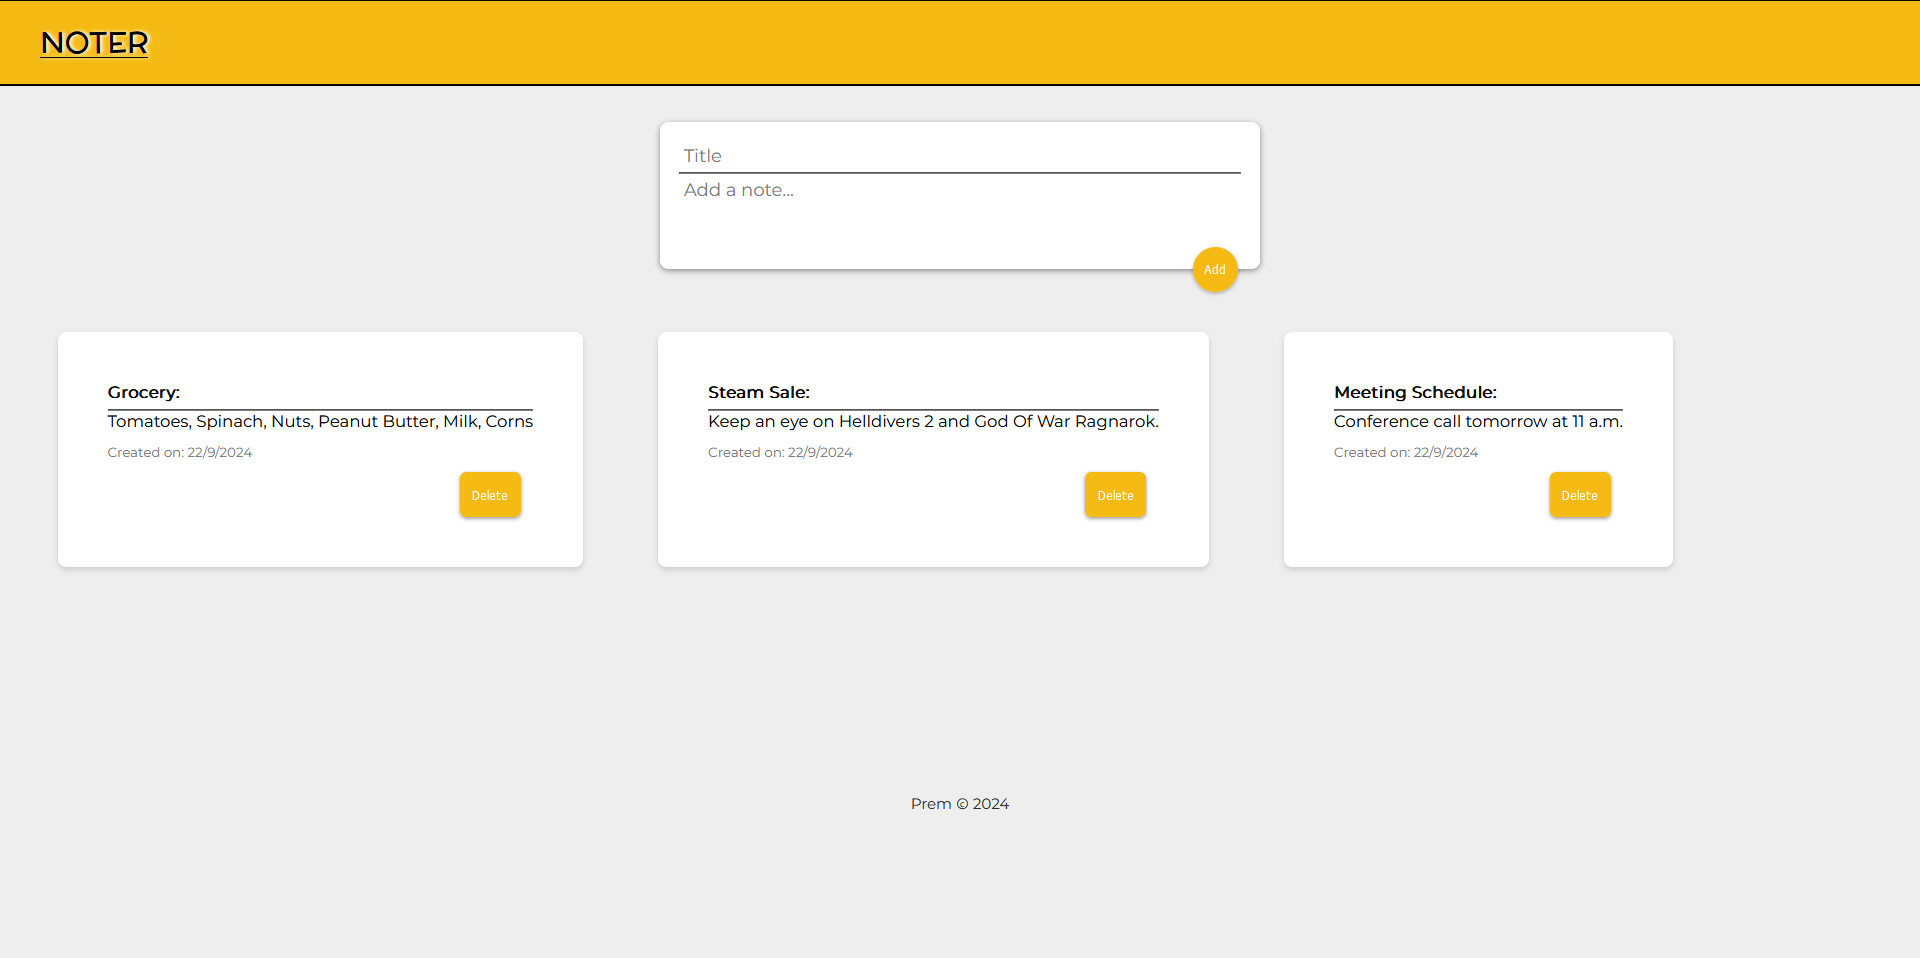 NOTER
Title
Add a note...
Add
Grocery:
Tomatoes, Spinach, Nuts, Peanut Butter, Milk, Corns
Created on: 22/9/2024
Delete
Steam Sale:
Keep an eye on Helldivers 2 and God Of War Ragnarok.
Created on: 22/9/2024
Delete
Meeting Schedule:
Conference call tomorrow at 11 a.m.
Created on: 22/9/2024
Delete
Prem © 2024